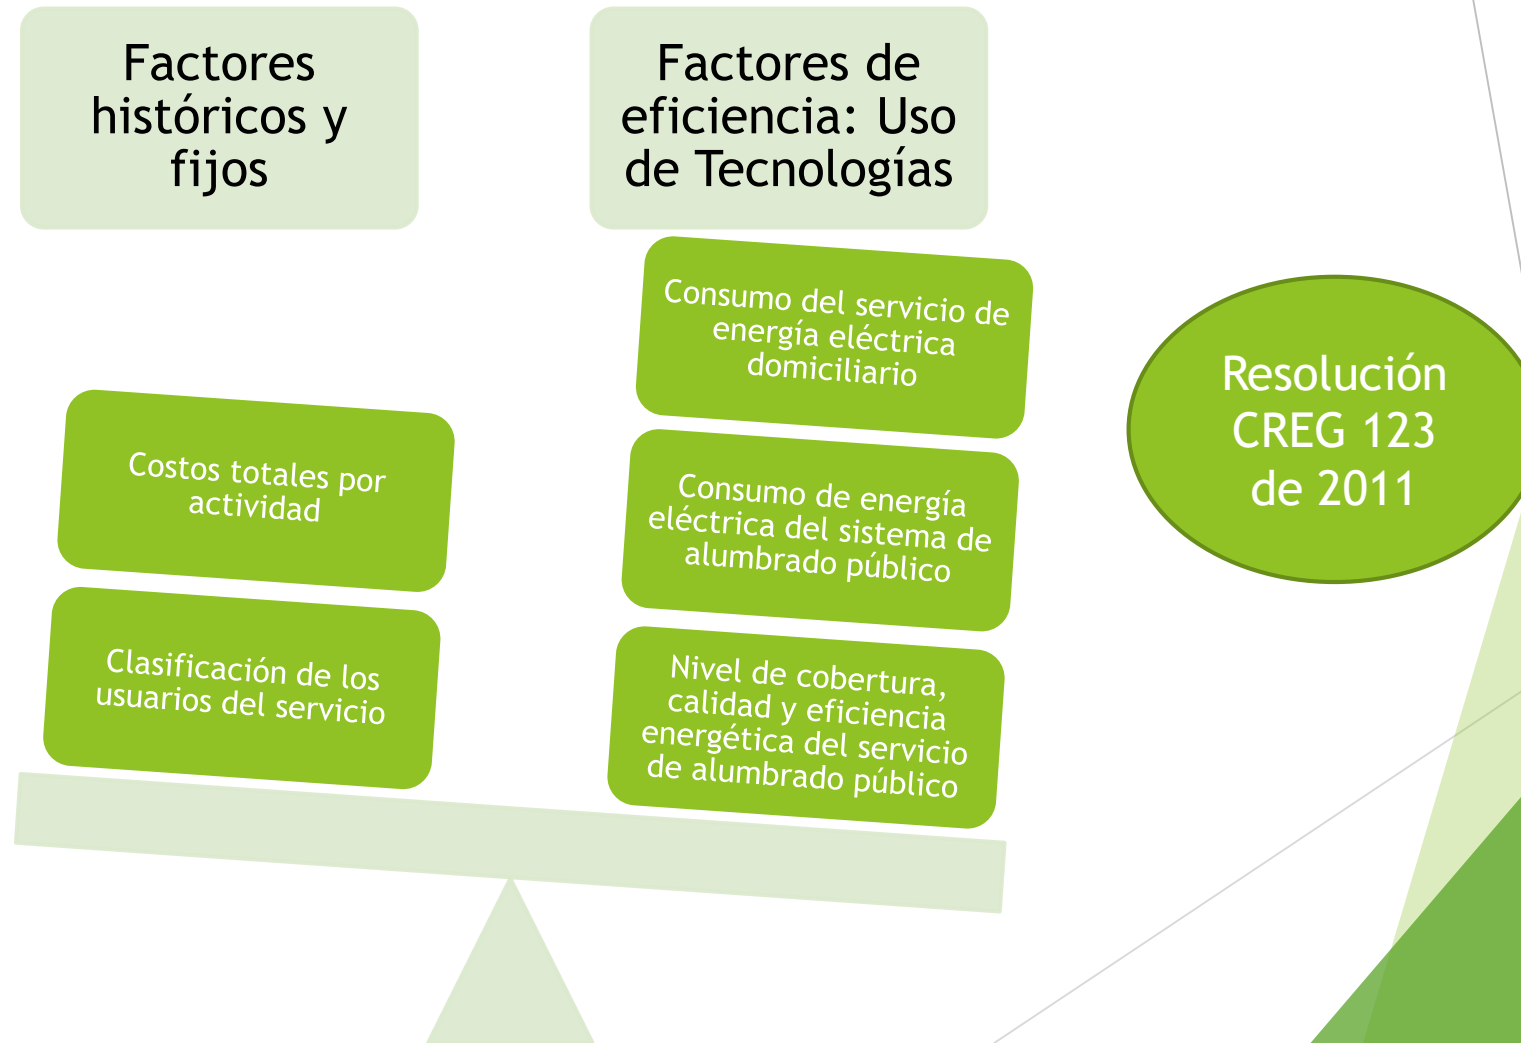 Factores
históricos y
fijos
Factores de
eficiencia: Uso
de Tecnologías
Costos totales por
actividad
Clasificación de los
usuarios del servicio
Consumo del servicio de
energía eléctrica
domiciliario
Consumo de energía
eléctrica del sistema de
alumbrado público
Nivel de cobertura,
calidad y eficiencia
energética del servicio
de alumbrado público
Resolución
CREG 123
de 2011